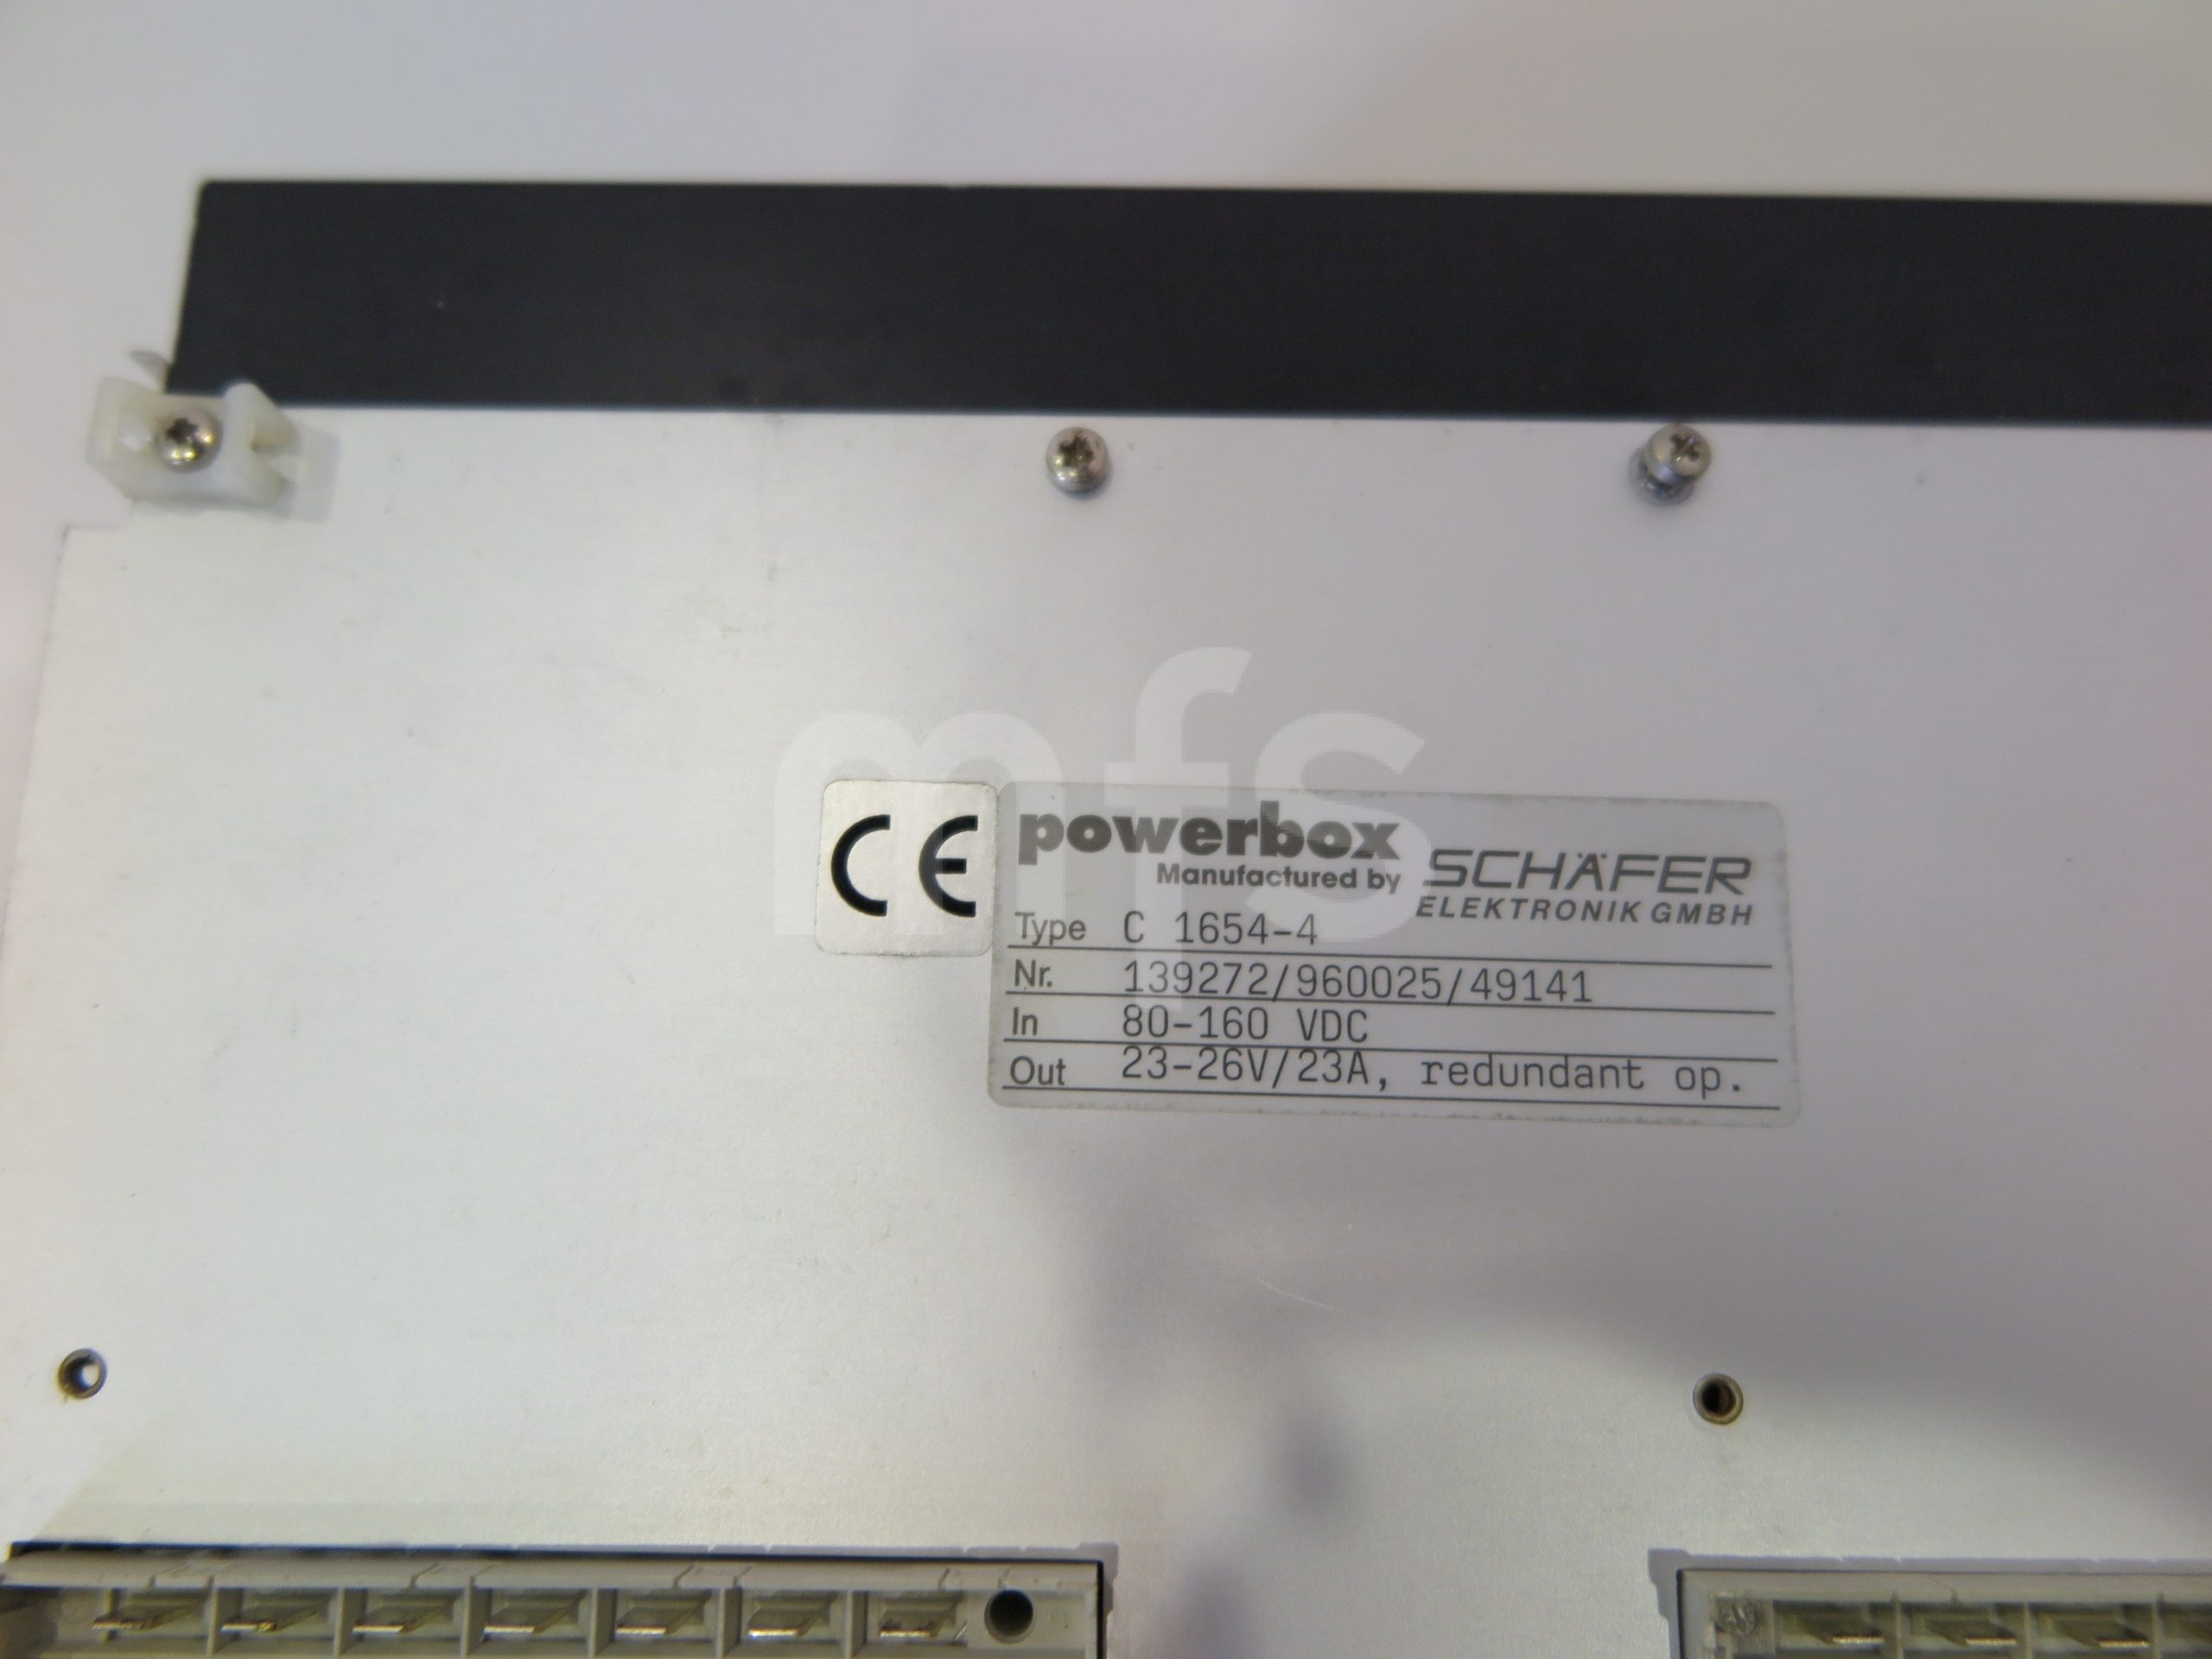 mfs
CE
powerbox
Manufactured by
SCHÄFER
ELEKTRONIK GMBH
Type C 1654-4
Nr. 139272/960025/49141
In 80-160 VDC
Out 23-26V/23A, redundant op.